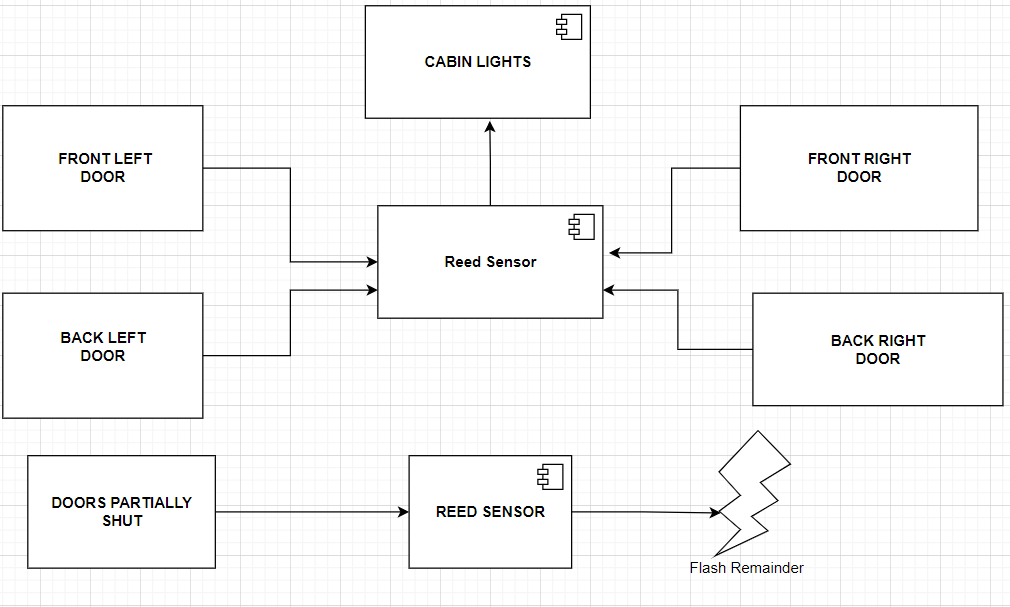 CABIN LIGHTS
FRONT LEFT
DOOR
FRONT RIGHT
DOOR
Reed Sensor
BACK LEFT
DOOR
BACK RIGHT
DOOR
DOORS PARTIALLY
SHUT
REED SENSOR
Flash Remainder